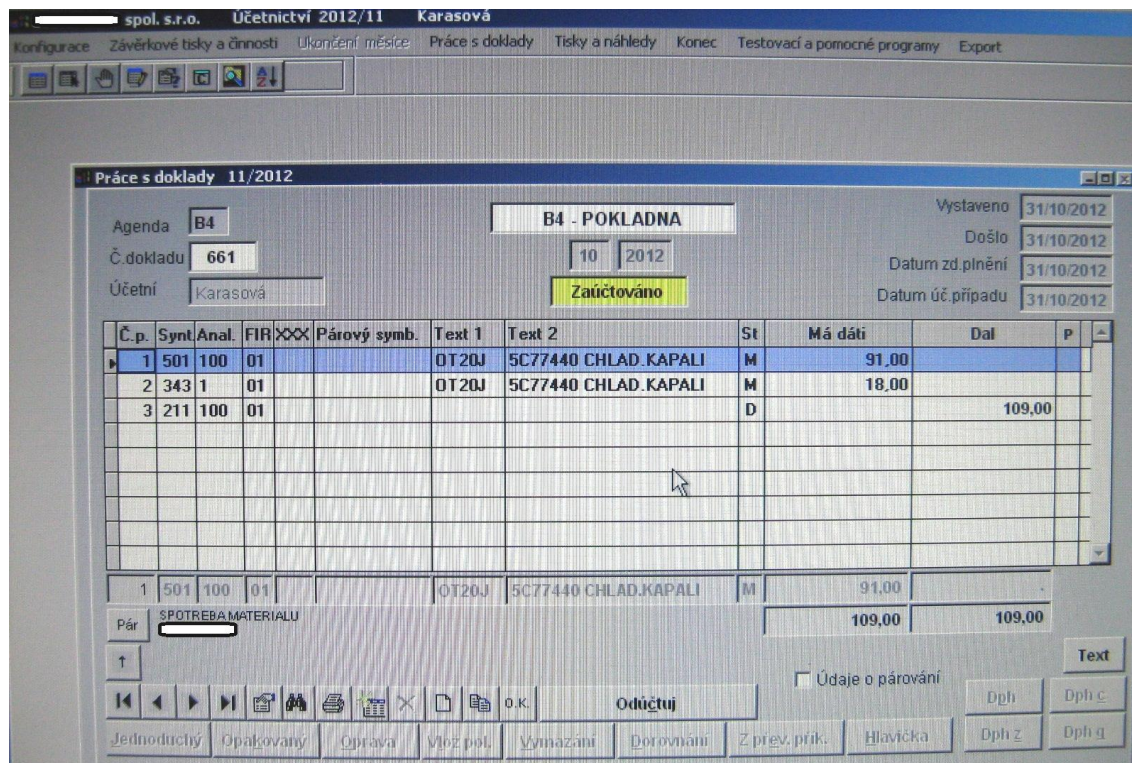 spol. s.r.o. Účetnictví 2012/11 Karasová
Konfigurace Závěrkové tisky a činnosti Ukončení měsíce Práce s doklady Tisky a náhledy Konec Testovací a pomocné programy Export
Práce s doklady 11/2012
Agenda B4 B4 - POKLADNA Vystaveno 31/10/2012
Č.dokladu 661 10 2012 Došlo 31/10/2012
Datum zd.plnění 31/10/2012
Účetní Karasová Zaúčtováno Datum úč.případu 31/10/2012
Č.p. Synt. Anal. FIR XXX Párový symb. Text 1 Text 2 St Má dáti Dal P
1 501 100 01 OT20J 5C77440 CHLAD.KAPALI M 91,00
2 343 1 01 OT20J 5C77440 CHLAD.KAPALI M 18,00
3 211 100 01 D 109,00
1 501 100 01 OT20J 5C77440 CHLAD.KAPALI M 91,00 .
Pár SPOTREBA MATERIALU 109,00 109,00
Text
Údaje o párování
O.K. Odúčtuj Dph Dph c
Jednoduchý Opakovaný Oprava Vlož pol. Vymazání Dorovnání Z přev. přík. Hlavička Dph z Dph q